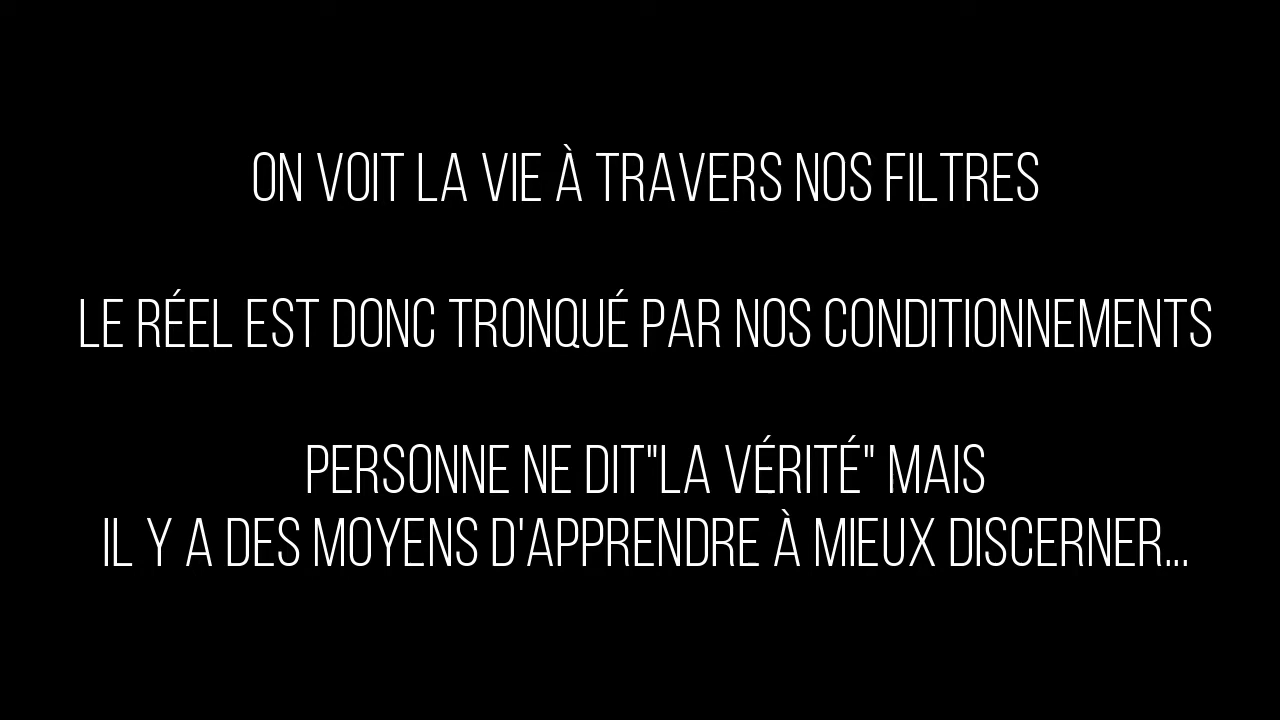 ON VOIT LA VIE À TRAVERS NOS FILTRES
LE RÉEL EST DONC TRONQUÉ PAR NOS CONDITIONNEMENTS
PERSONNE NE DIT"LA VÉRITÉ" MAIS
IL Y A DES MOYENS D'APPRENDRE À MIEUX DISCERNER...